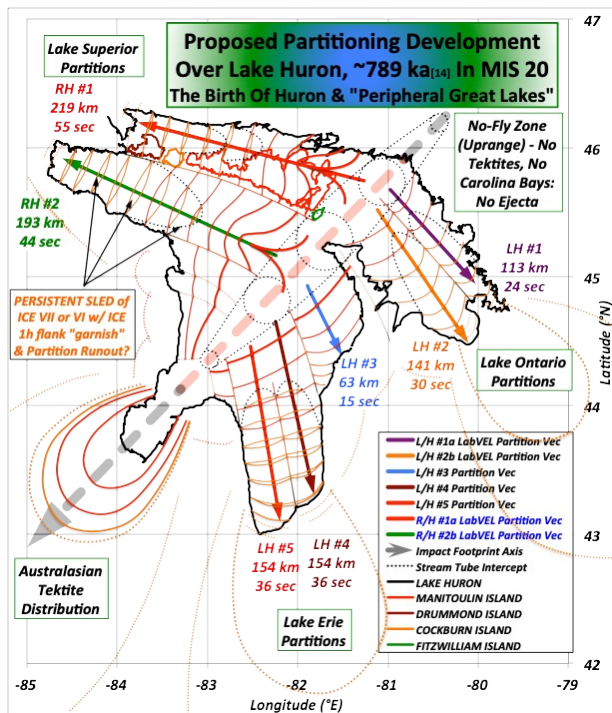 Proposed Partitioning Development
Over Lake Huron, ~789 ka[14] In MIS 20
The Birth Of Huron & "Peripheral Great Lakes"
Lake Superior
Partitions
RH #1
219 km
55 sec
RH #2
193 km
44 sec
No-Fly Zone
(Uprange) - No
Tektites, No
Carolina Bays:
No Ejecta
LH #1
113 km
24 sec
PERSISTENT SLED of
ICE VII or VI w/ ICE
1h flank "garnish"
& Partition Runout?
LH #2
141 km
30 sec
LH #3
63 km
15 sec
Lake Ontario
Partitions
LH #5
154 km
36 sec
LH #4
154 km
36 sec
Australasian
Tektite
Distribution
Lake Erie
Partitions
L/H #1a LabVEL Partition Vec
L/H #2b LabVEL Partition Vec
L/H #3 Partition Vec
L/H #4 Partition Vec
L/H #5 Partition Vec
R/H #1a LabVEL Partition Vec
R/H #2b LabVEL Partition Vec
Impact Footprint Axis
Stream Tube Intercept
LAKE HURON
MANITOULIN ISLAND
DRUMMOND ISLAND
COCKBURN ISLAND
FITZWILLIAM ISLAND
47
46
45
44
43
42
Latitude (°N)
-85
-84
-83
-82
-81
-80
-79
Longitude (°E)